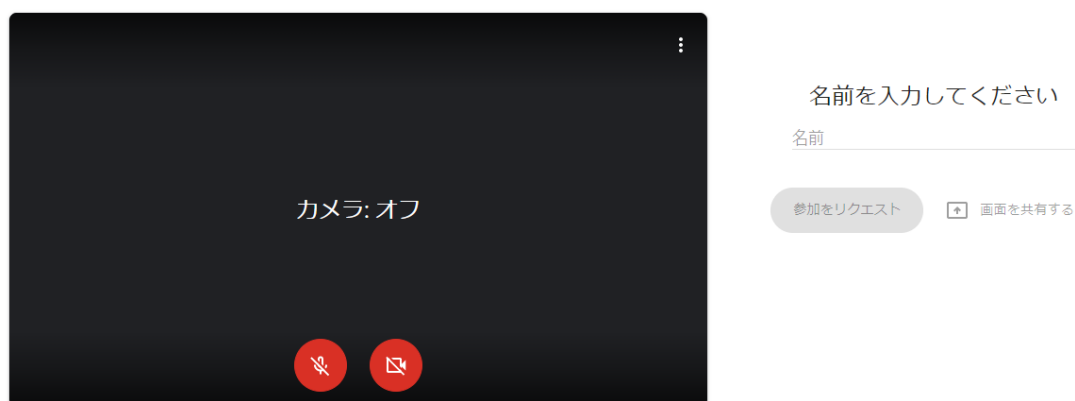 カメラ: オフ
名前を入力してください
名前
参加をリクエスト
画面を共有する